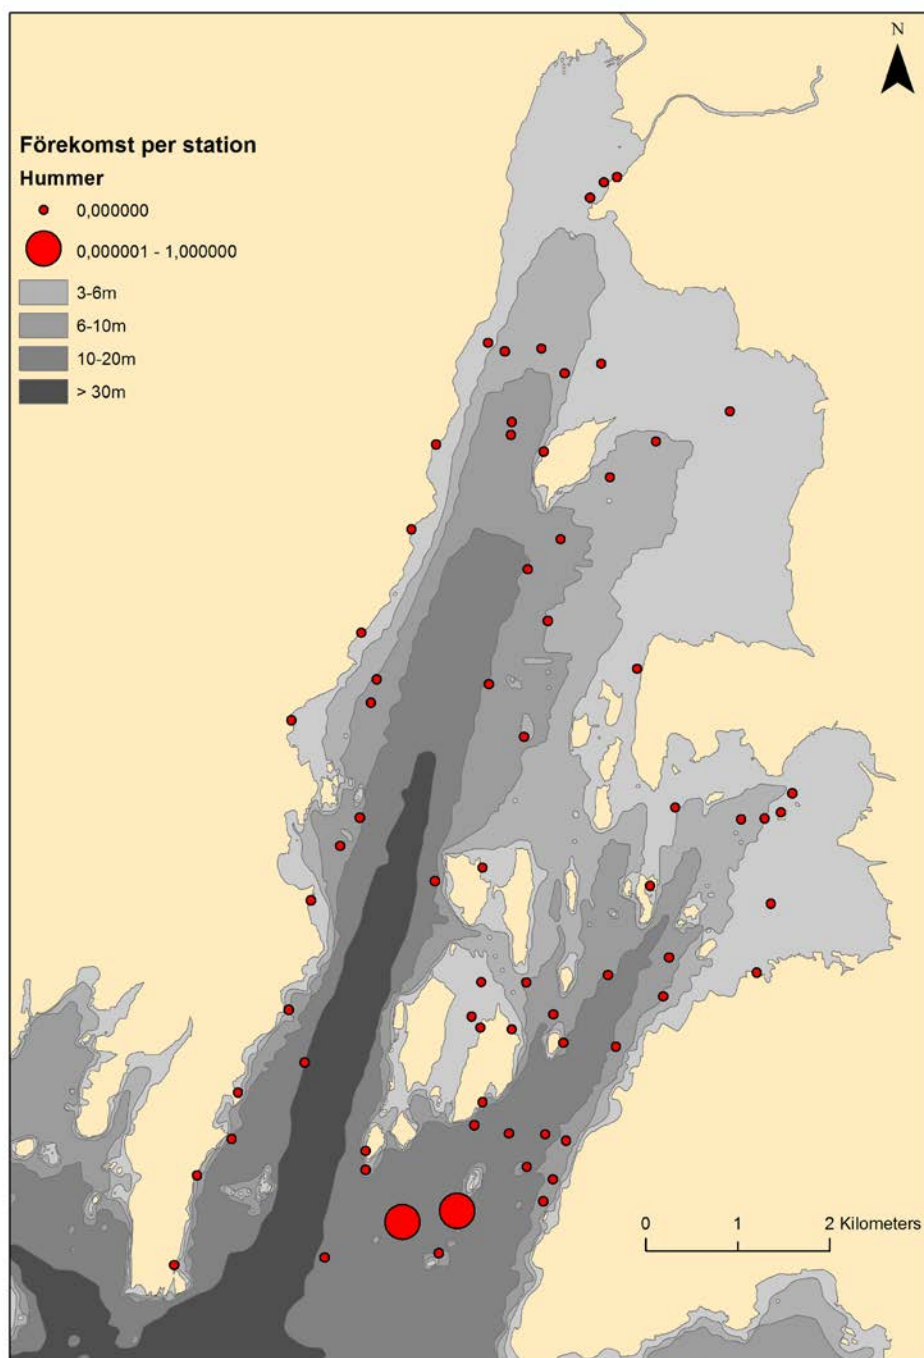 N
Förekomst per station
Hummer
0,000000
0,000001 - 1,000000
3-6m
6-10m
10-20m
> 30m
0 1 2 Kilometers